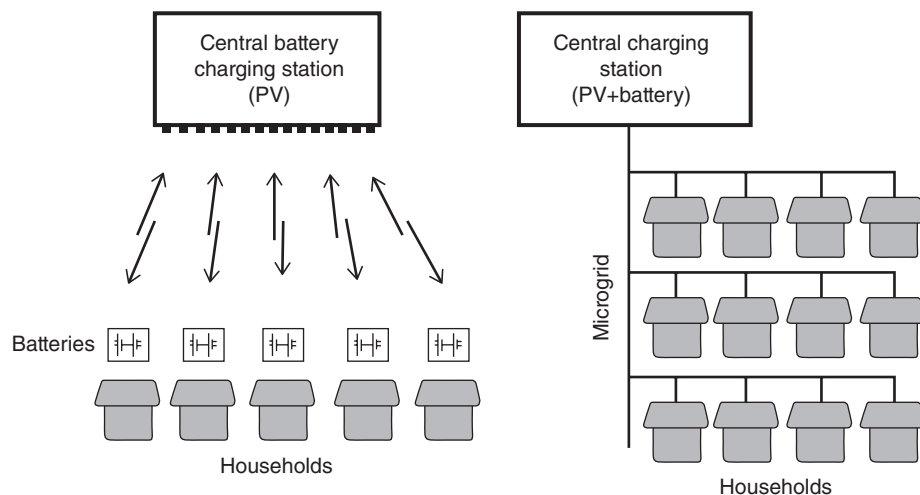 Central battery
charging station
(PV)
Batteries
Households
Central charging
station
(PV+battery)
Microgrid
Households